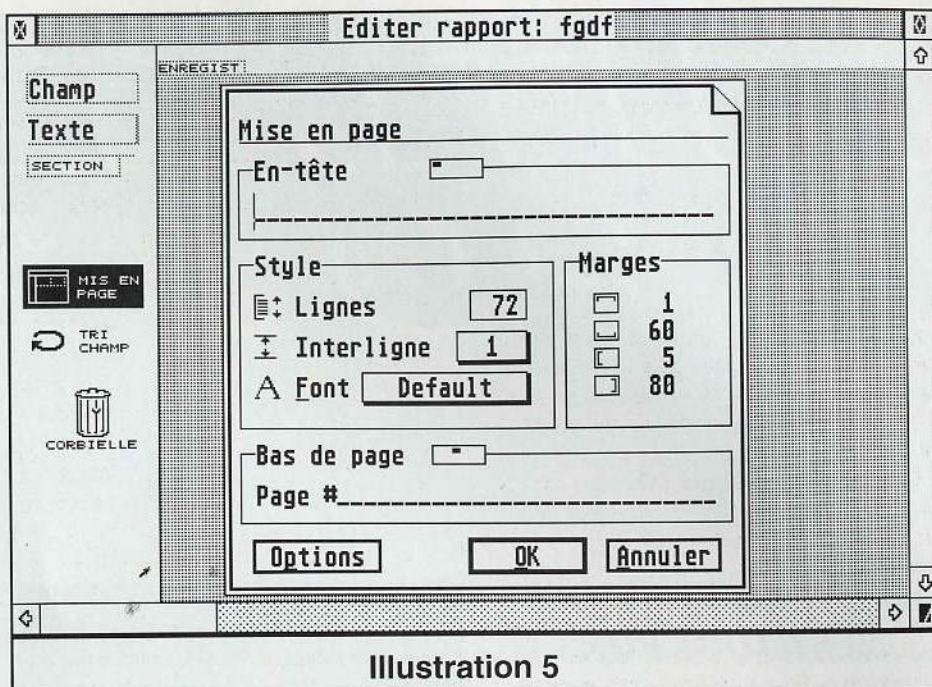 Editer rapport: fgdf
Champ
Texte
SECTION
MIS EN
PAGE
TRI
CHAMP
CORBIELLE
ENREGIST
Mise en page
En-tête
Style
Lignes 72
Interligne 1
A Font Default
Marges
1
60
5
80
Bas de page
Page #
Options
OK
Annuler
Illustration 5